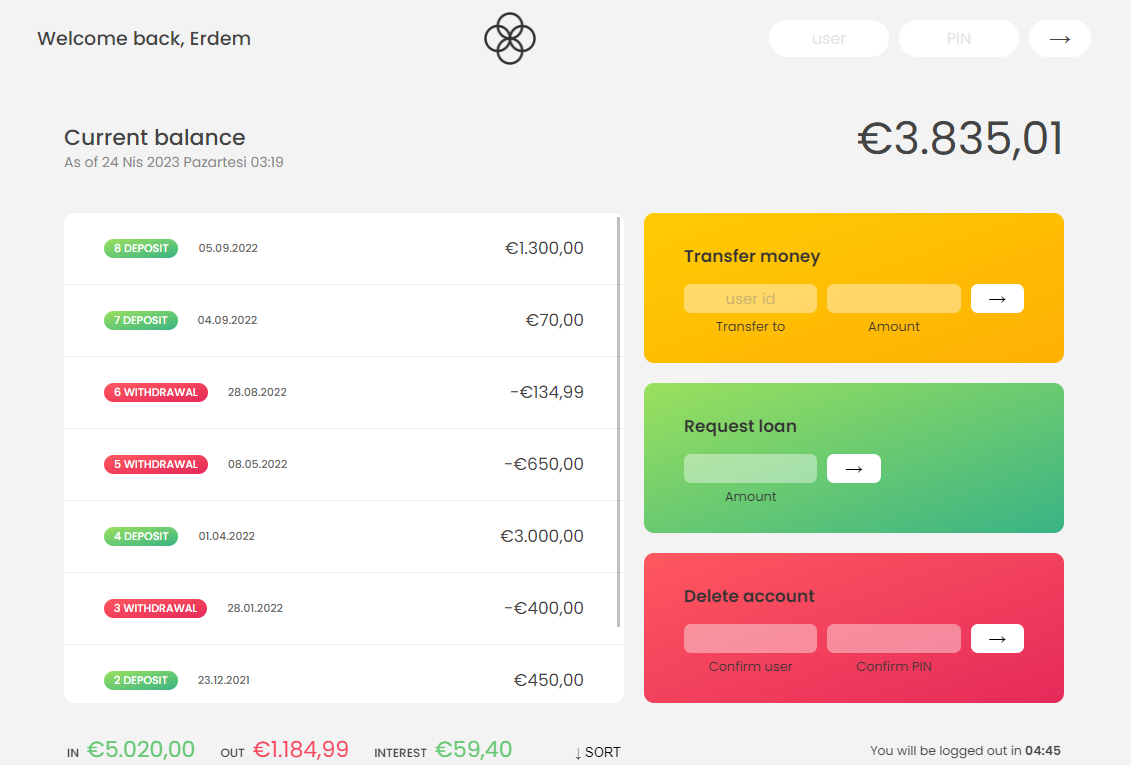 Welcome back, Erdem
user
PIN
→
Current balance
As of 24 Nis 2023 Pazartesi 03:19
€3.835,01
8 DEPOSIT 05.09.2022 €1.300,00
7 DEPOSIT 04.09.2022 €70,00
6 WITHDRAWAL 28.08.2022 -€134,99
5 WITHDRAWAL 08.05.2022 -€650,00
4 DEPOSIT 01.04.2022 €3.000,00
3 WITHDRAWAL 28.01.2022 -€400,00
2 DEPOSIT 23.12.2021 €450,00
Transfer money
user id →
Transfer to Amount
Request loan
→
Amount
Delete account
→
Confirm user Confirm PIN
IN €5.020,00 OUT €1.184,99 INTEREST €59,40 ↓ SORT
You will be logged out in 04:45